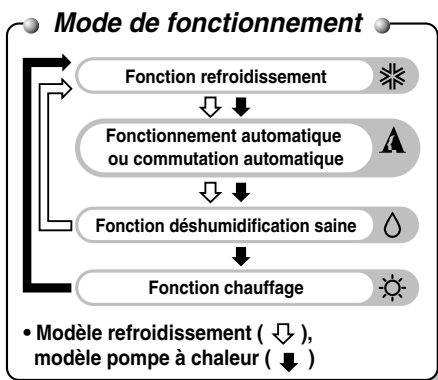 Mode de fonctionnement
Fonction refroidissement
Fonctionnement automatique
ou commutation automatique
Fonction déshumidification saine
Fonction chauffage
• Modèle refroidissement ( ),
modèle pompe à chaleur ( )